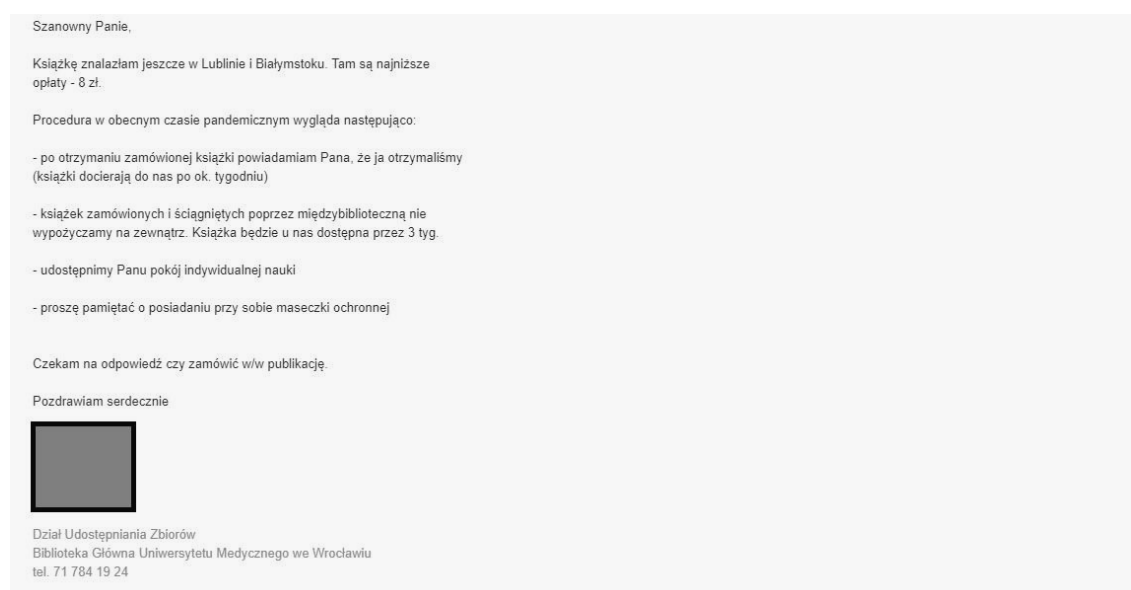 Szanowny Panie,
Książkę znalazłam jeszcze w Lublinie i Białymstoku. Tam są najniższe
opłaty - 8 zł.
Procedura w obecnym czasie pandemicznym wygląda następująco:
- po otrzymaniu zamówionej książki powiadamiam Pana, że ja otrzymaliśmy
(książki docierają do nas po ok. tygodniu)
- książek zamówionych i ściągniętych poprzez międzybiblioteczną nie
wypożyczamy na zewnątrz. Książka będzie u nas dostępna przez 3 tyg.
- udostępnimy Panu pokój indywidualnej nauki
- proszę pamiętać o posiadaniu przy sobie maseczki ochronnej
Czekam na odpowiedź czy zamówić w/w publikację.
Pozdrawiam serdecznie
Dział Udostępniania Zbiorów
Biblioteka Główna Uniwersytetu Medycznego we Wrocławiu
tel. 71 784 19 24